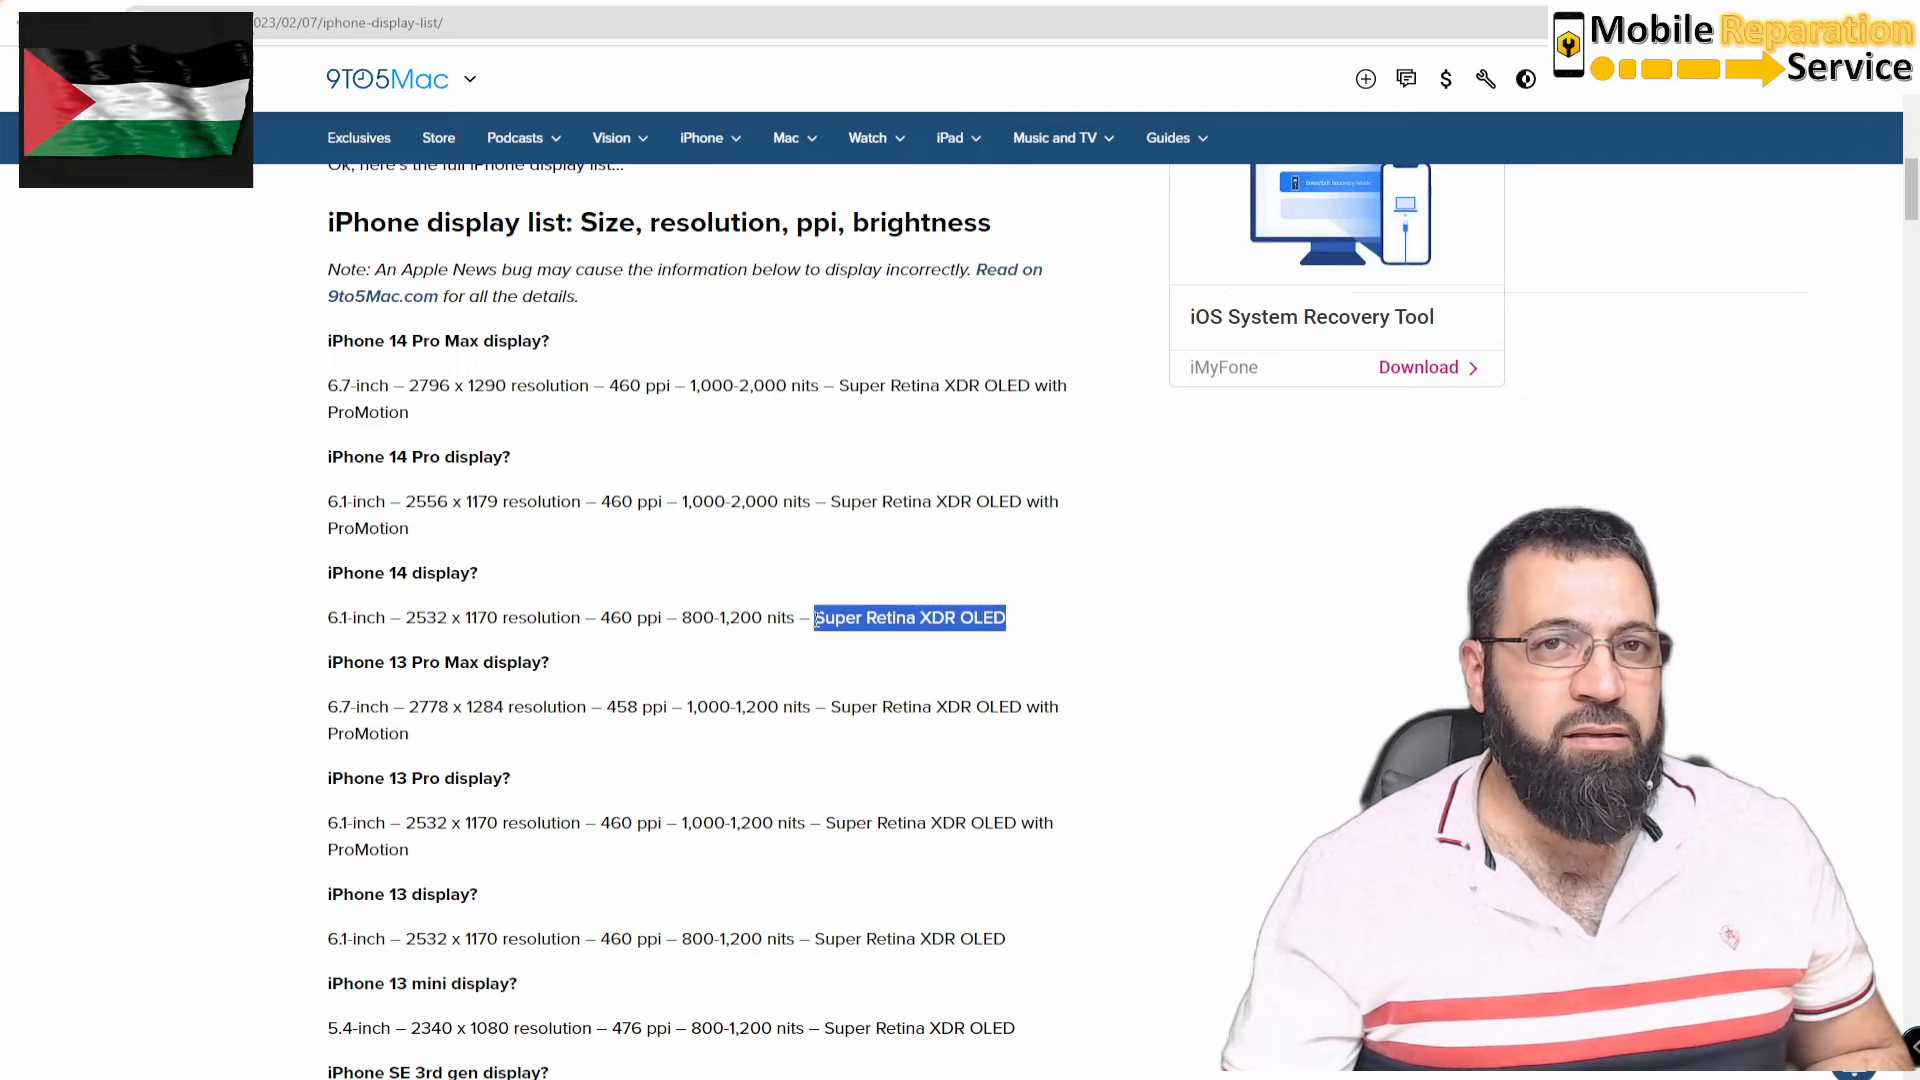 023/02/07/iphone-display-list/
Mobile Reparation
Service
9TO5Mac
Exclusives Store Podcasts Vision iPhone Mac Watch iPad Music and TV Guides
Ok, here's the full iPhone display list...
iPhone display list: Size, resolution, ppi, brightness
Note: An Apple News bug may cause the information below to display incorrectly. Read on
9to5Mac.com for all the details.
iPhone 14 Pro Max display?
6.7-inch – 2796 x 1290 resolution – 460 ppi – 1,000-2,000 nits – Super Retina XDR OLED with
ProMotion
iPhone 14 Pro display?
6.1-inch – 2556 x 1179 resolution – 460 ppi – 1,000-2,000 nits – Super Retina XDR OLED with
ProMotion
iPhone 14 display?
6.1-inch – 2532 x 1170 resolution – 460 ppi – 800-1,200 nits – Super Retina XDR OLED
iPhone 13 Pro Max display?
6.7-inch – 2778 x 1284 resolution – 458 ppi – 1,000-1,200 nits – Super Retina XDR OLED with
ProMotion
iPhone 13 Pro display?
6.1-inch – 2532 x 1170 resolution – 460 ppi – 1,000-1,200 nits – Super Retina XDR OLED with
ProMotion
iPhone 13 display?
6.1-inch – 2532 x 1170 resolution – 460 ppi – 800-1,200 nits – Super Retina XDR OLED
iPhone 13 mini display?
5.4-inch – 2340 x 1080 resolution – 476 ppi – 800-1,200 nits – Super Retina XDR OLED
iPhone SE 3rd gen display?
iOS System Recovery Tool
iMyFone Download